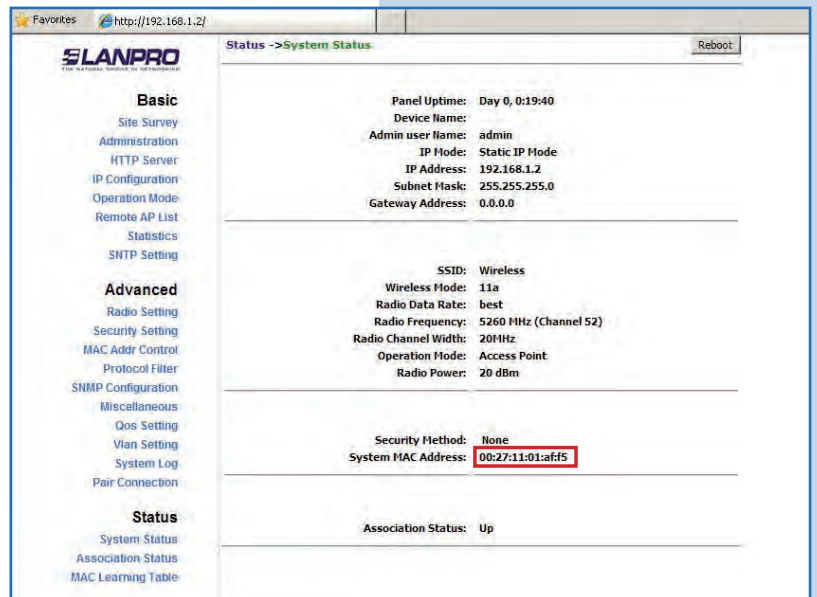 Favorites http://192.168.1.2/
LANPRO
THE NATURAL CHOICE IN NETWORKING
Status ->System Status
Reboot
Basic
Site Survey
Administration
HTTP Server
IP Configuration
Operation Mode
Remote AP List
Statistics
SNTP Setting
Advanced
Radio Setting
Security Setting
MAC Addr Control
Protocol Filter
SNMP Configuration
Miscellaneous
Qos Setting
Vlan Setting
System Log
Pair Connection
Status
System Status
Association Status
MAC Learning Table
Panel Uptime: Day 0, 0:19:40
Device Name:
Admin user Name: admin
IP Mode: Static IP Mode
IP Address: 192.168.1.2
Subnet Mask: 255.255.255.0
Gateway Address: 0.0.0.0
SSID: Wireless
Wireless Mode: 11a
Radio Data Rate: best
Radio Frequency: 5260 MHz (Channel 52)
Radio Channel Width: 20MHz
Operation Mode: Access Point
Radio Power: 20 dBm
Security Method: None
System MAC Address: 00:27:11:01:af:f5
Association Status: Up